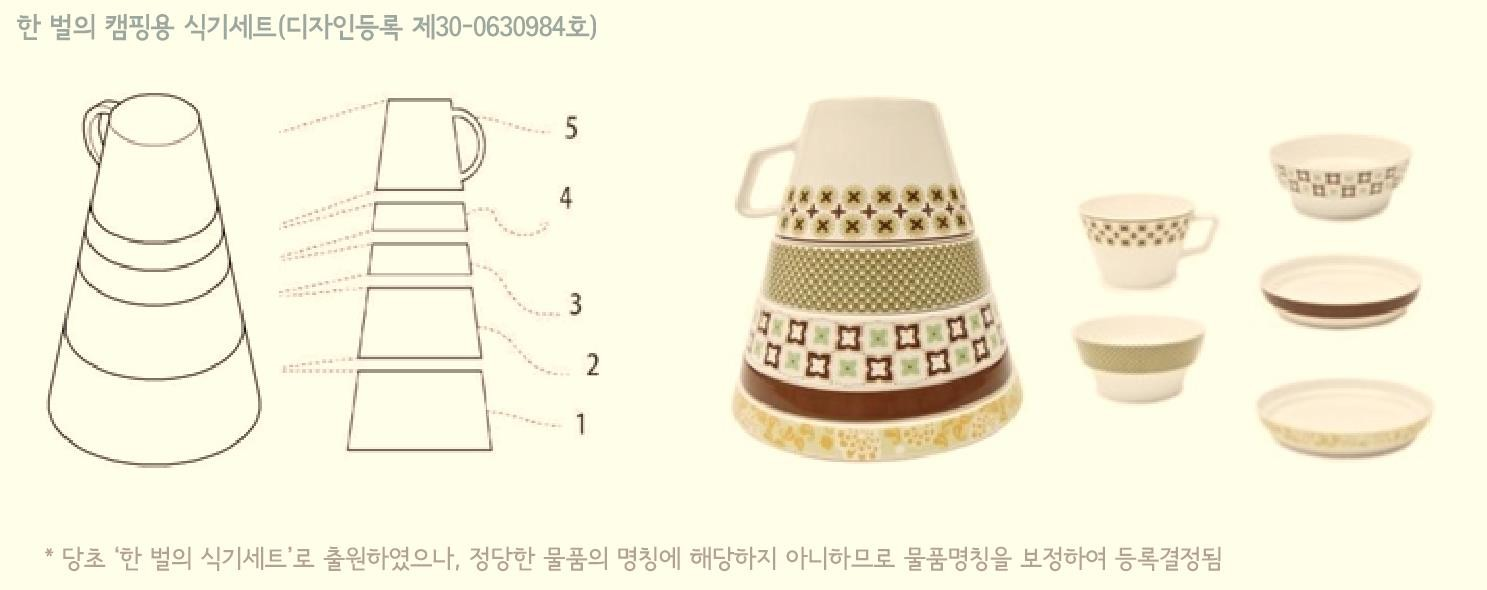 한 벌의 캠핑용 식기세트(디자인등록 제30-0630984호)
5
4
3
2
1
* 당초 ‘한 벌의 식기세트’로 출원하였으나, 정당한 물품의 명칭에 해당하지 아니하므로 물품명칭을 보정하여 등록결정됨